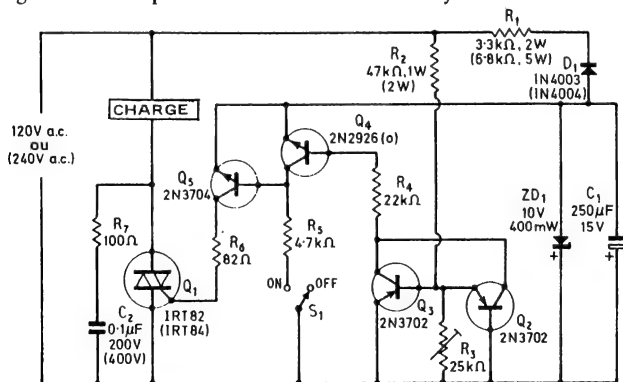 R₁
3.3kΩ, 2W
(6.8kΩ, 5W)
D₁
1N4003
(1N4004)
R₂
47kΩ, 1W
(2W)
CHARGE
120V a.c.
ou
(240V a.c.)
Q₅
2N3704
Q₄
2N2926 (o)
R₄
22kΩ
R₅
4.7kΩ
R₆
82Ω
R₇
100Ω
ZD₁
10V
400mW
C₁
250µF
15V
ON
OFF
S₁
Q₁
1RT82
(1RT84)
C₂
0.1µF
200V
(400V)
Q₃
2N3702
Q₂
2N3702
R₃
25kΩ
+
+